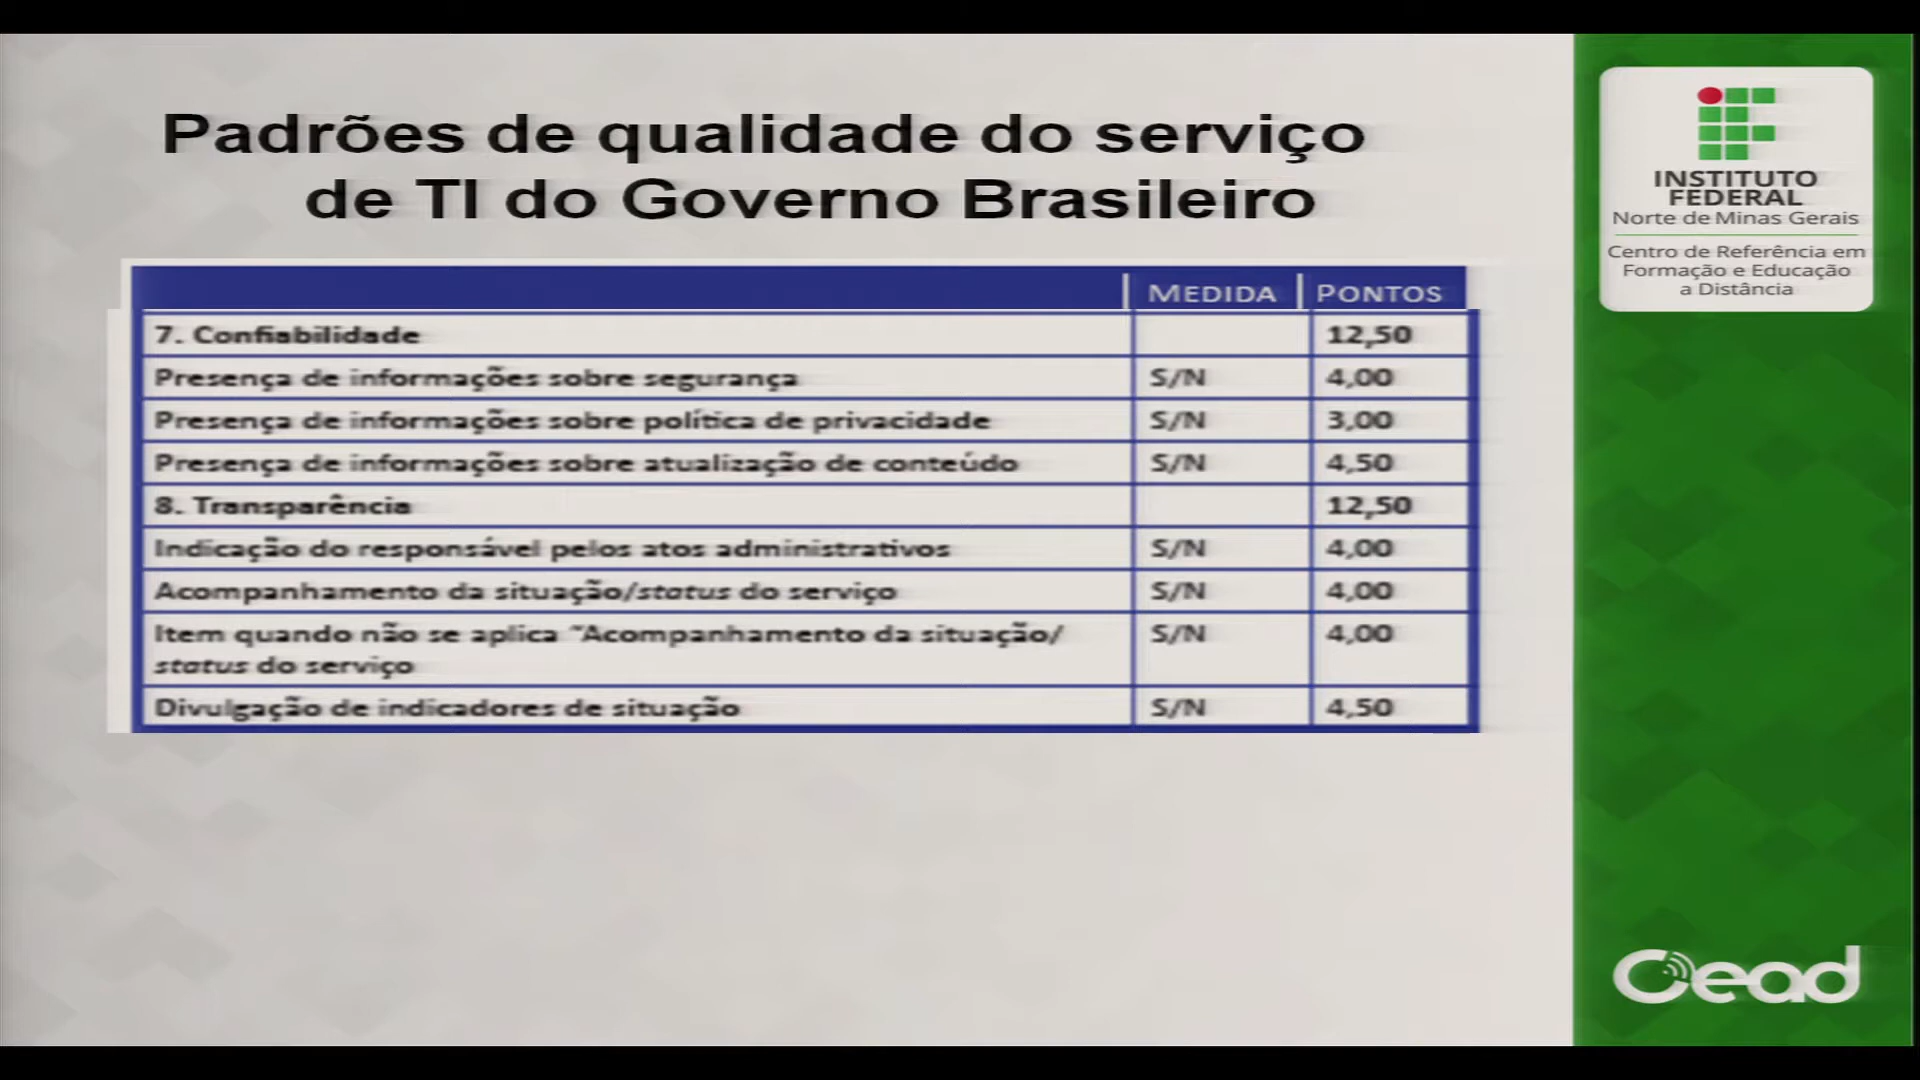 Padrões de qualidade do serviço
de TI do Governo Brasileiro
MEDIDA PONTOS
7. Confiabilidade 12,50
Presença de informações sobre segurança S/N 4,00
Presença de informações sobre política de privacidade S/N 3,00
Presença de informações sobre atualização de conteúdo S/N 4,50
8. Transparência 12,50
Indicação do responsável pelos atos administrativos S/N 4,00
Acompanhamento da situação/status do serviço S/N 4,00
Item quando não se aplica "Acompanhamento da situação/ S/N 4,00
status do serviço
Divulgação de indicadores de situação S/N 4,50
INSTITUTO
FEDERAL
Norte de Minas Gerais
Centro de Referência em
Formação e Educação
a Distância
Cead